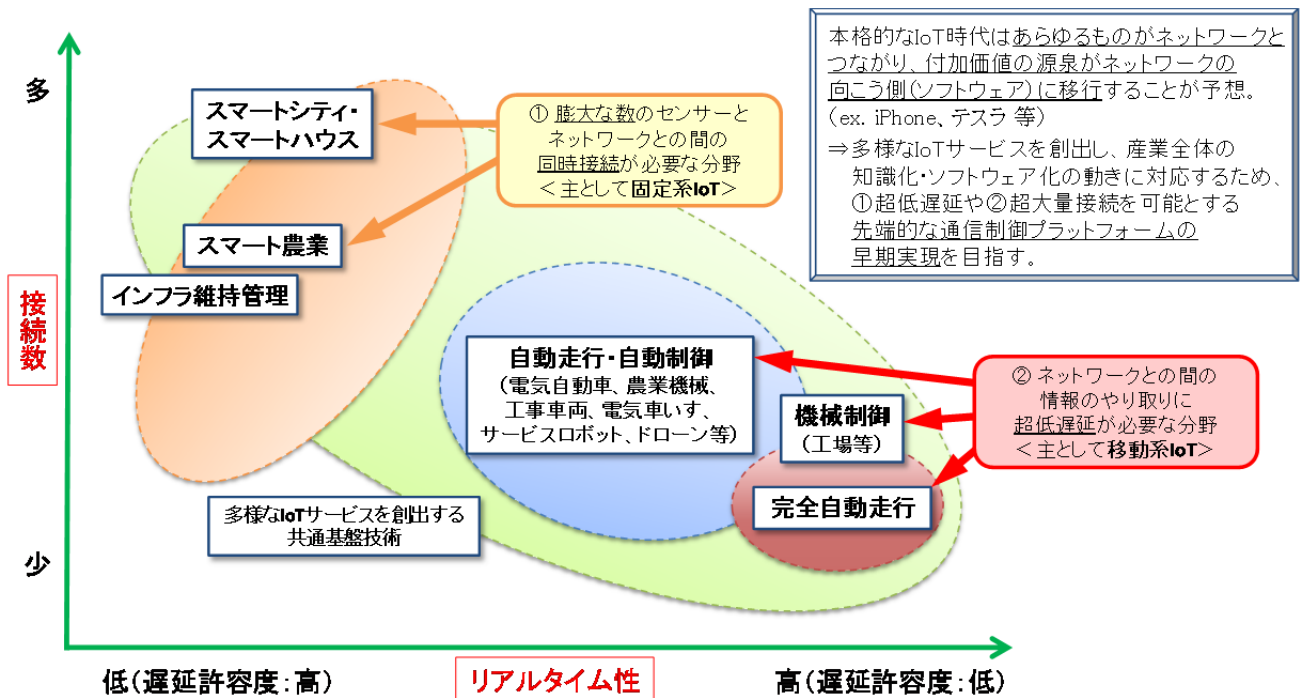 本格的なIoT時代はあらゆるものがネットワークと
つながり、付加価値の源泉がネットワークの
向こう側(ソフトウェア)に移行することが予想。
(ex. iPhone、テスラ 等)
⇒多様なIoTサービスを創出し、産業全体の
知識化・ソフトウェア化の動きに対応するため、
①超低遅延や②超大量接続を可能とする
先端的な通信制御プラットフォームの
早期実現を目指す。
多
スマートシティ・
スマートハウス
① 膨大な数のセンサーと
ネットワークとの間の
同時接続が必要な分野
<主として固定系IoT>
スマート農業
インフラ維持管理
接続数
自動走行・自動制御
(電気自動車、農業機械、
工事車両、電気車いす、
サービスロボット、ドローン等)
機械制御
(工場等)
② ネットワークとの間の
情報のやり取りに
超低遅延が必要な分野
<主として移動系IoT>
完全自動走行
多様なIoTサービスを創出する
共通基盤技術
少
低(遅延許容度:高)
リアルタイム性
高(遅延許容度:低)